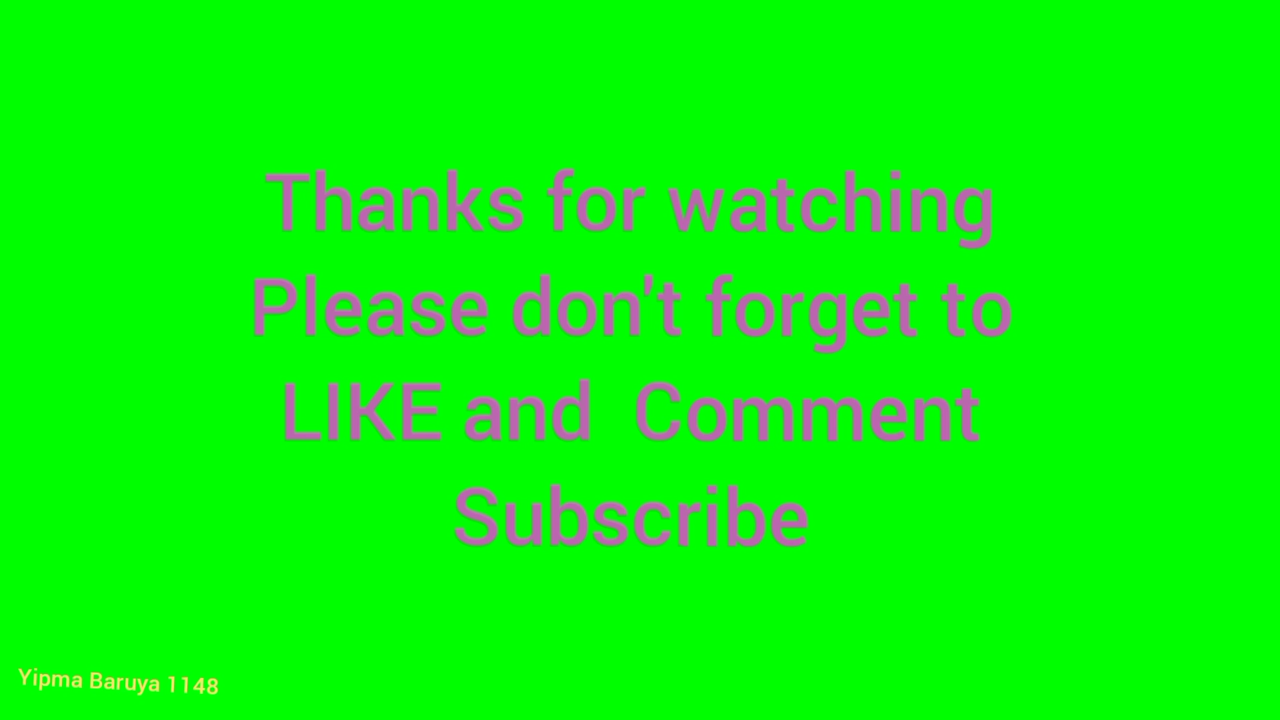 Thanks for watching
Please don't forget to
LIKE and  Comment
Subscribe
Yipma Baruya 1148